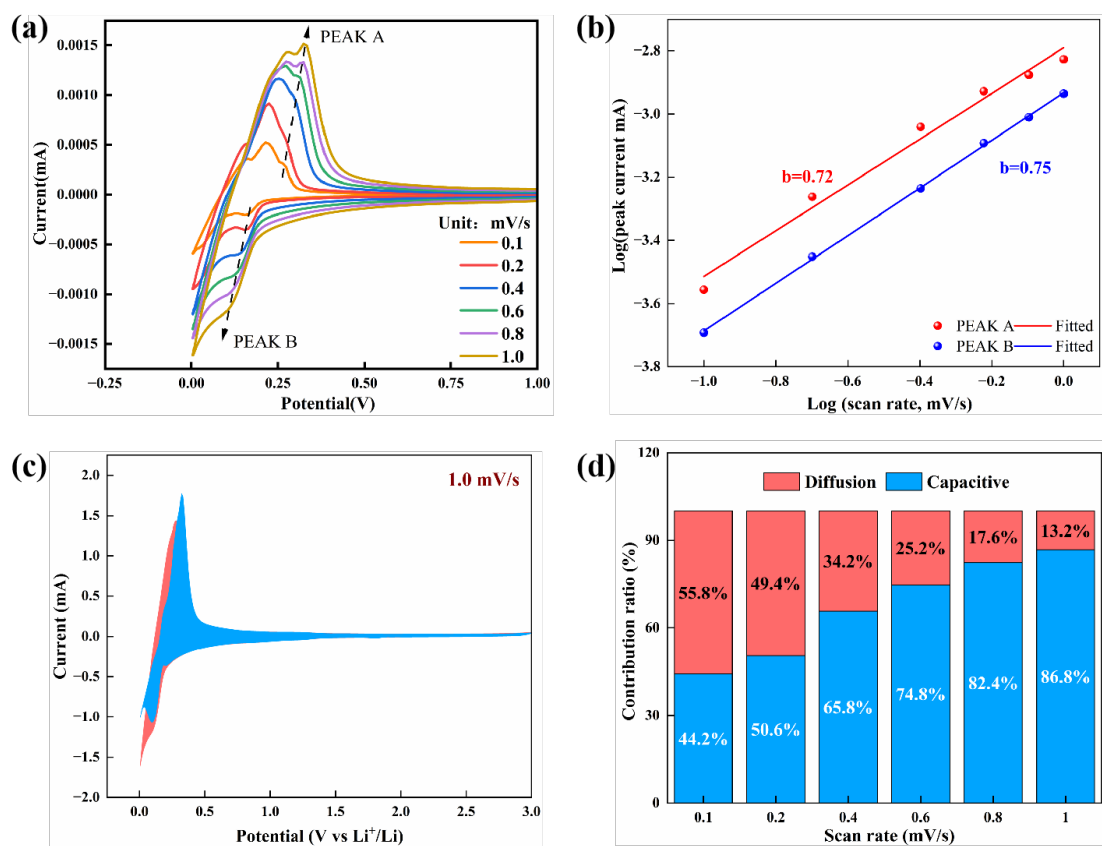 (a)
PEAK A
0.0015
0.0010
0.0005
0.0000
−0.0005
−0.0010
−0.0015
Current(mA)
Unit： mV/s
0.1
0.2
0.4
0.6
0.8
1.0
PEAK B
−0.25 0.00 0.25 0.50 0.75 1.00
Potential(V)
(b)
−2.8
−3.0
−3.2
−3.4
−3.6
−3.8
Log(peak current mA)
b=0.72
b=0.75
PEAK A Fitted
PEAK B Fitted
−1.0 −0.8 −0.6 −0.4 −0.2 0.0
Log (scan rate, mV/s)
(c)
1.0 mV/s
2.0
1.5
1.0
0.5
0.0
−0.5
−1.0
−1.5
−2.0
Current (mA)
0.0 0.5 1.0 1.5 2.0 2.5 3.0
Potential (V vs Li⁺/Li)
(d)
120
90
60
30
0
Contribution ratio (%)
Diffusion Capacitive
55.8% 49.4% 34.2% 25.2% 17.6% 13.2%
44.2% 50.6% 65.8% 74.8% 82.4% 86.8%
0.1 0.2 0.4 0.6 0.8 1
Scan rate (mV/s)